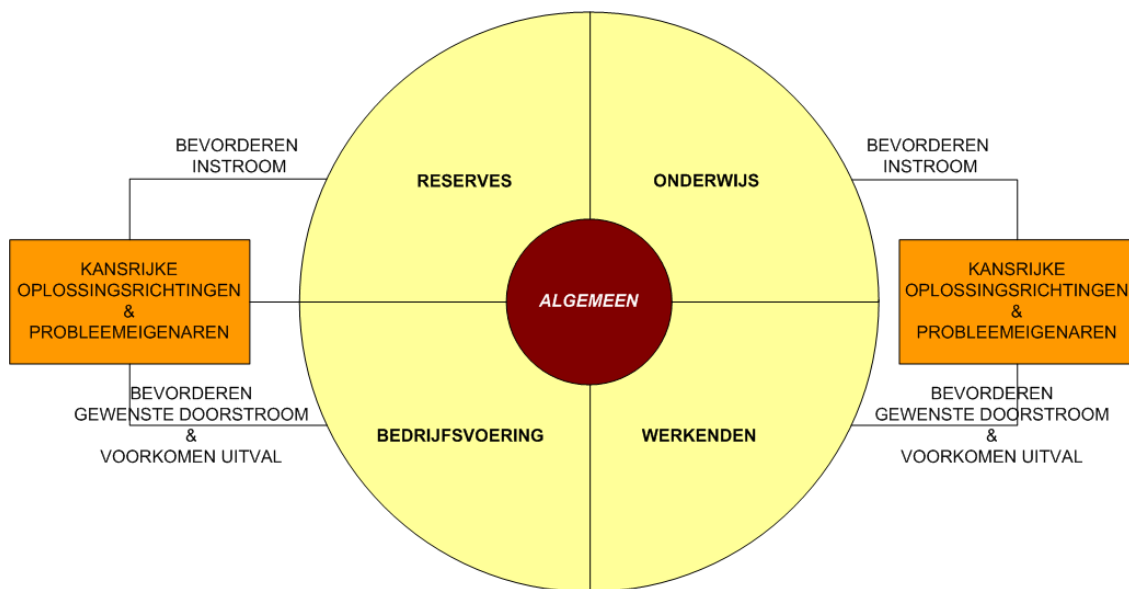 BEVORDEREN
INSTROOM
BEVORDEREN
INSTROOM
RESERVES
ONDERWIJS
KANSRIJKE
OPLOSSINGSRICHTINGEN
&
PROBLEEMEIGENAREN
ALGEMEEN
KANSRIJKE
OPLOSSINGSRICHTINGEN
&
PROBLEEMEIGENAREN
BEVORDEREN
GEWENSTE DOORSTROOM
&
VOORKOMEN UITVAL
BEDRIJFSVOERING
WERKENDEN
BEVORDEREN
GEWENSTE DOORSTROOM
&
VOORKOMEN UITVAL